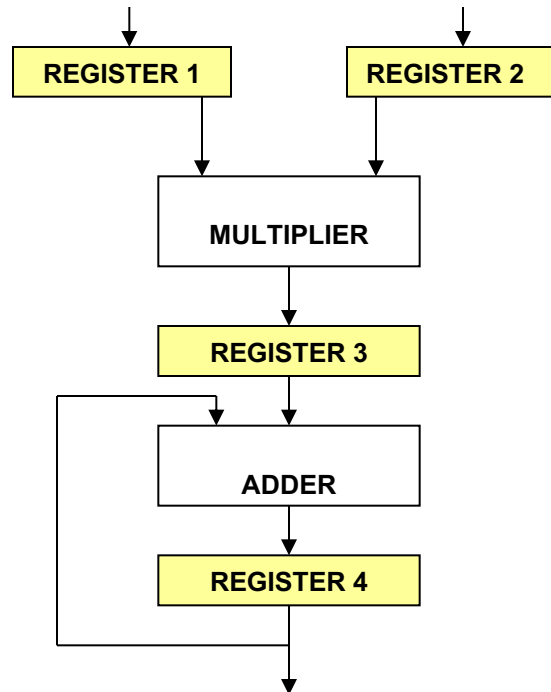 REGISTER 1
REGISTER 2
MULTIPLIER
REGISTER 3
ADDER
REGISTER 4